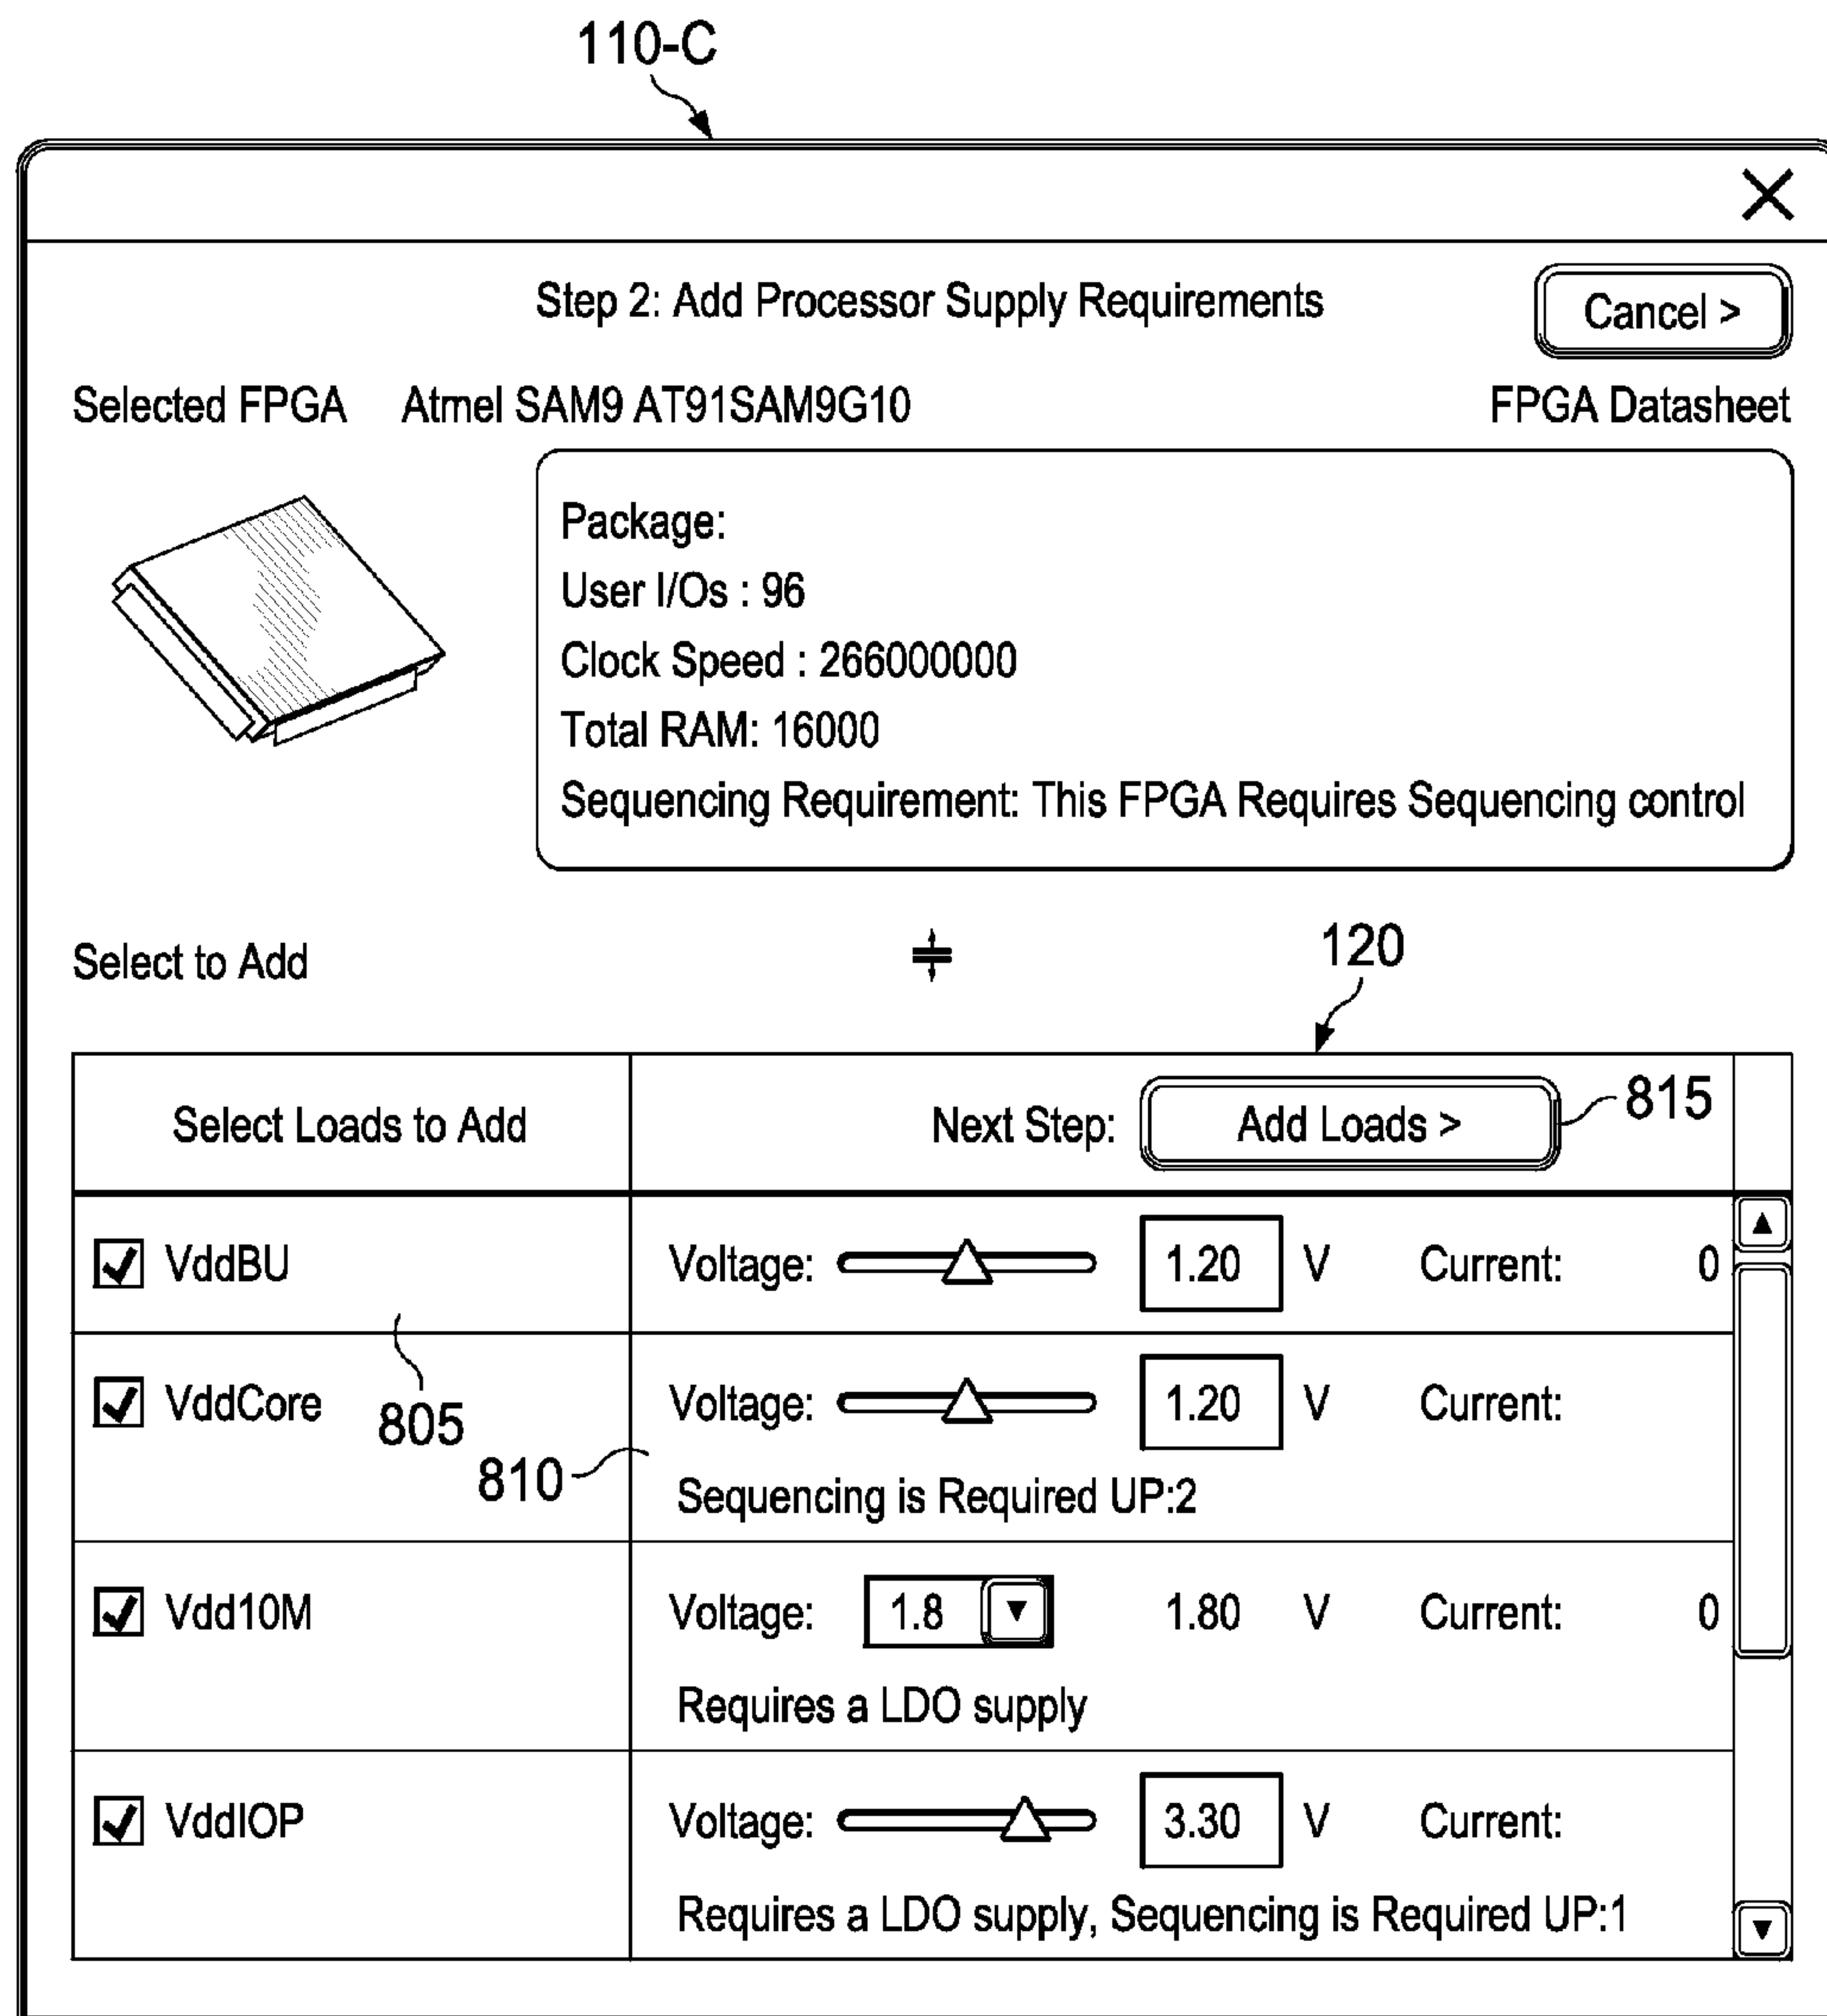 110-C
Step 2: Add Processor Supply Requirements
Cancel >
Selected FPGA Atmel SAM9 AT91SAM9G10 FPGA Datasheet
Package:
User I/Os : 96
Clock Speed : 266000000
Total RAM: 16000
Sequencing Requirement: This FPGA Requires Sequencing control
Select to Add
120
Select Loads to Add Next Step: Add Loads > 815
VddBU Voltage: 1.20 V Current: 0
805
VddCore Voltage: 1.20 V Current:
810
Sequencing is Required UP:2
Vdd10M Voltage: 1.8 1.80 V Current: 0
Requires a LDO supply
VddIOP Voltage: 3.30 V Current:
Requires a LDO supply, Sequencing is Required UP:1